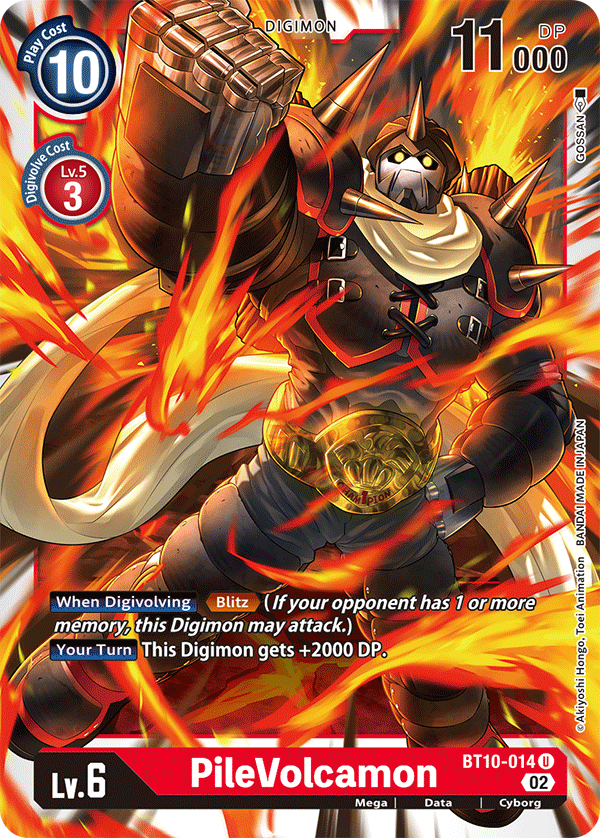 DIGIMON
Play Cost
10
11000
DP
Digivolve Cost
Lv.5
3
GOSSAN
CHAMPION
When Digivolving Blitz (If your opponent has 1 or more
memory, this Digimon may attack.)
Your Turn This Digimon gets +2000 DP.
©Akiyoshi Hongo, Toei Animation BANDAI MADE IN JAPAN
Lv.6
PileVolcamon
BT10-014 U
02
Mega | Data | Cyborg